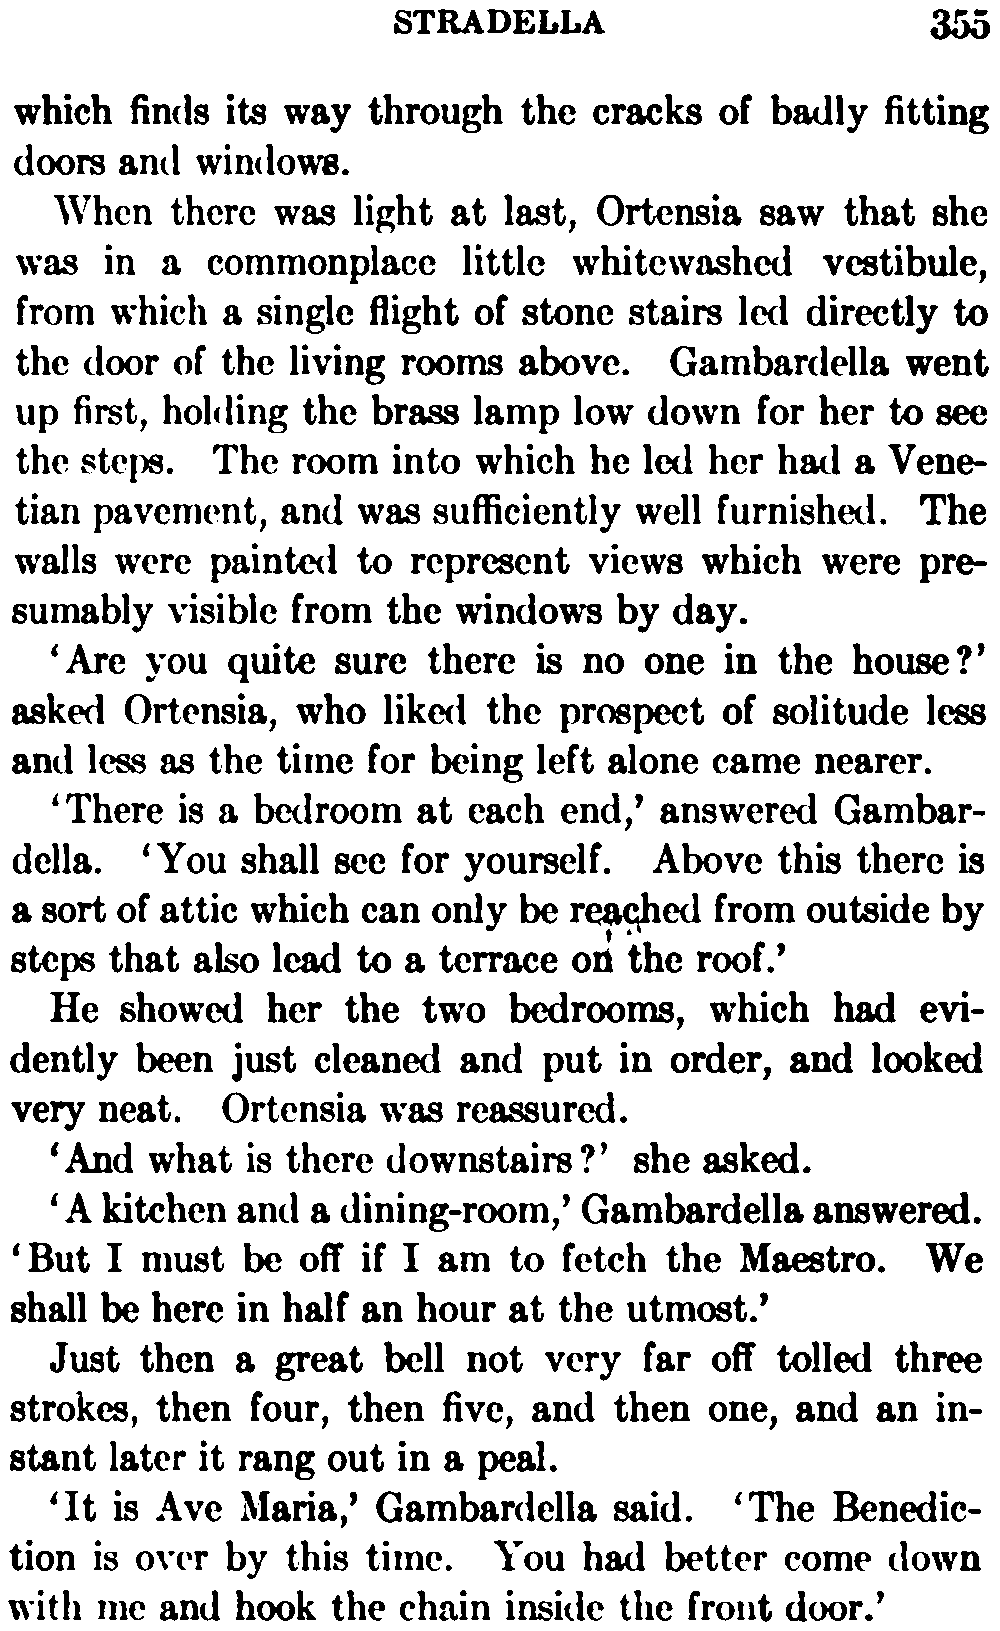 STRADELLA 355
which finds its way through the cracks of badly fitting
doors and windows.
When there was light at last, Ortensia saw that she
was in a commonplace little whitewashed vestibule,
from which a single flight of stone stairs led directly to
the door of the living rooms above. Gambardella went
up first, holding the brass lamp low down for her to see
the steps. The room into which he led her had a Vene-
tian pavement, and was sufficiently well furnished. The
walls were painted to represent views which were pre-
sumably visible from the windows by day.
'Are you quite sure there is no one in the house?'
asked Ortensia, who liked the prospect of solitude less
and less as the time for being left alone came nearer.
'There is a bedroom at each end,' answered Gambar-
della. 'You shall see for yourself. Above this there is
a sort of attic which can only be reached from outside by
steps that also lead to a terrace on the roof.'
He showed her the two bedrooms, which had evi-
dently been just cleaned and put in order, and looked
very neat. Ortensia was reassured.
'And what is there downstairs?' she asked.
'A kitchen and a dining-room,' Gambardella answered.
'But I must be off if I am to fetch the Maestro. We
shall be here in half an hour at the utmost.'
Just then a great bell not very far off tolled three
strokes, then four, then five, and then one, and an in-
stant later it rang out in a peal.
'It is Ave Maria,' Gambardella said. 'The Benedic-
tion is over by this time. You had better come down
with me and hook the chain inside the front door.'